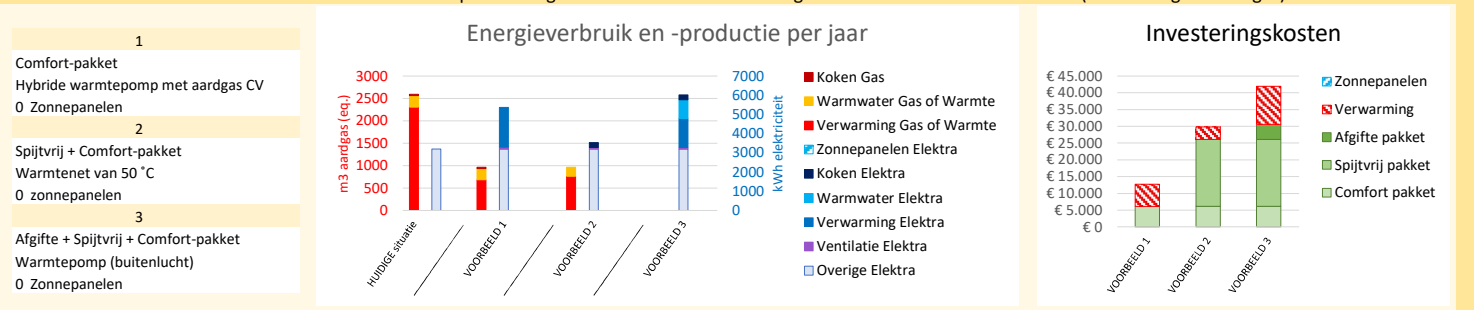 1
Comfort-pakket
Hybride warmtepomp met aardgas CV
0 Zonnepanelen
2
Spijtvrij + Comfort-pakket
Warmtenet van 50 ˚C
0 zonnepanelen
3
Afgifte + Spijtvrij + Comfort-pakket
Warmtepomp (buitenlucht)
0 Zonnepanelen
Energieverbruik en -productie per jaar
m3 aardgas (eq.)
3000
2500
2000
1500
1000
500
0
7000
6000
5000
4000
3000
2000
1000
0
kWh elektriciteit
HUIDIGE situatie
VOORBEELD 1
VOORBEELD 2
VOORBEELD 3
Koken Gas
Warmwater Gas of Warmte
Verwarming Gas of Warmte
Zonnepanelen Elektra
Koken Elektra
Warmwater Elektra
Verwarming Elektra
Ventilatie Elektra
Overige Elektra
Investeringskosten
€ 45.000
€ 40.000
€ 35.000
€ 30.000
€ 25.000
€ 20.000
€ 15.000
€ 10.000
€ 5.000
€ 0
VOORBEELD 1
VOORBEELD 2
VOORBEELD 3
Zonnepanelen
Verwarming
Afgifte pakket
Spijtvrij pakket
Comfort pakket